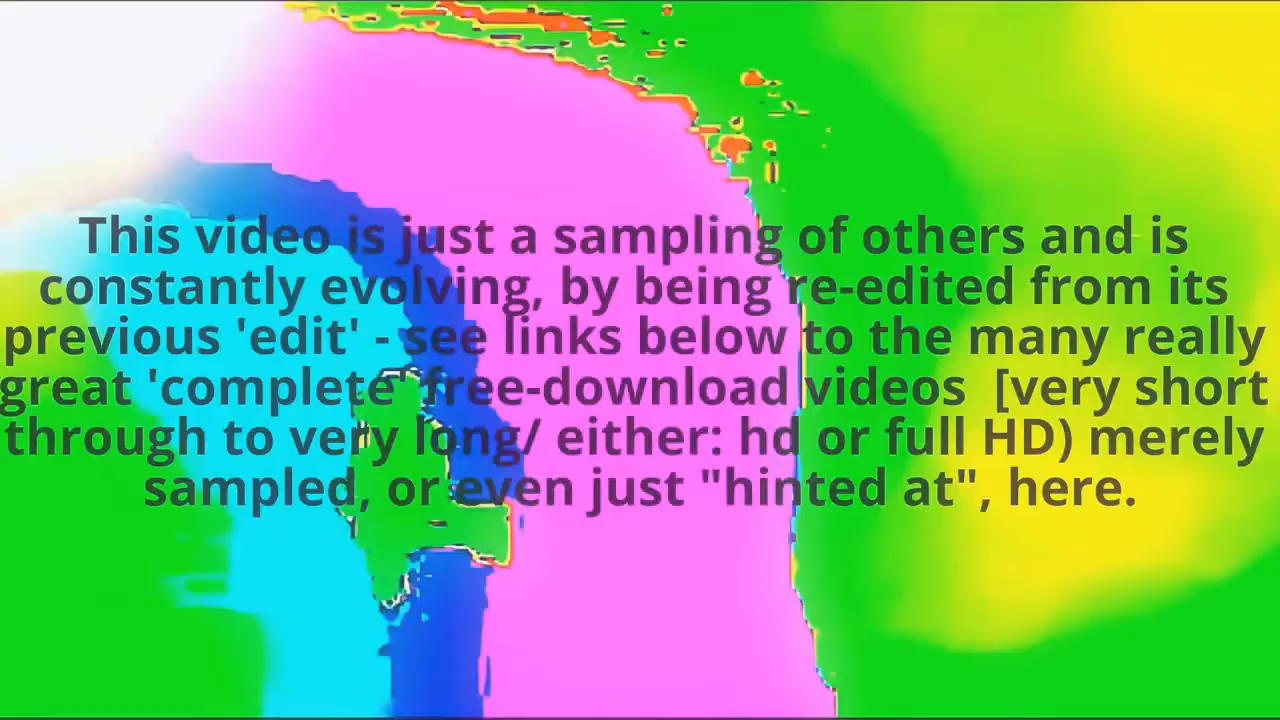 This video is just a sampling of others and is
constantly evolving, by being re-edited from its
previous 'edit' - see links below to the many really
great 'complete' free-download videos  [very short
through to very long/ either: hd or full HD) merely
sampled, or even just "hinted at", here.